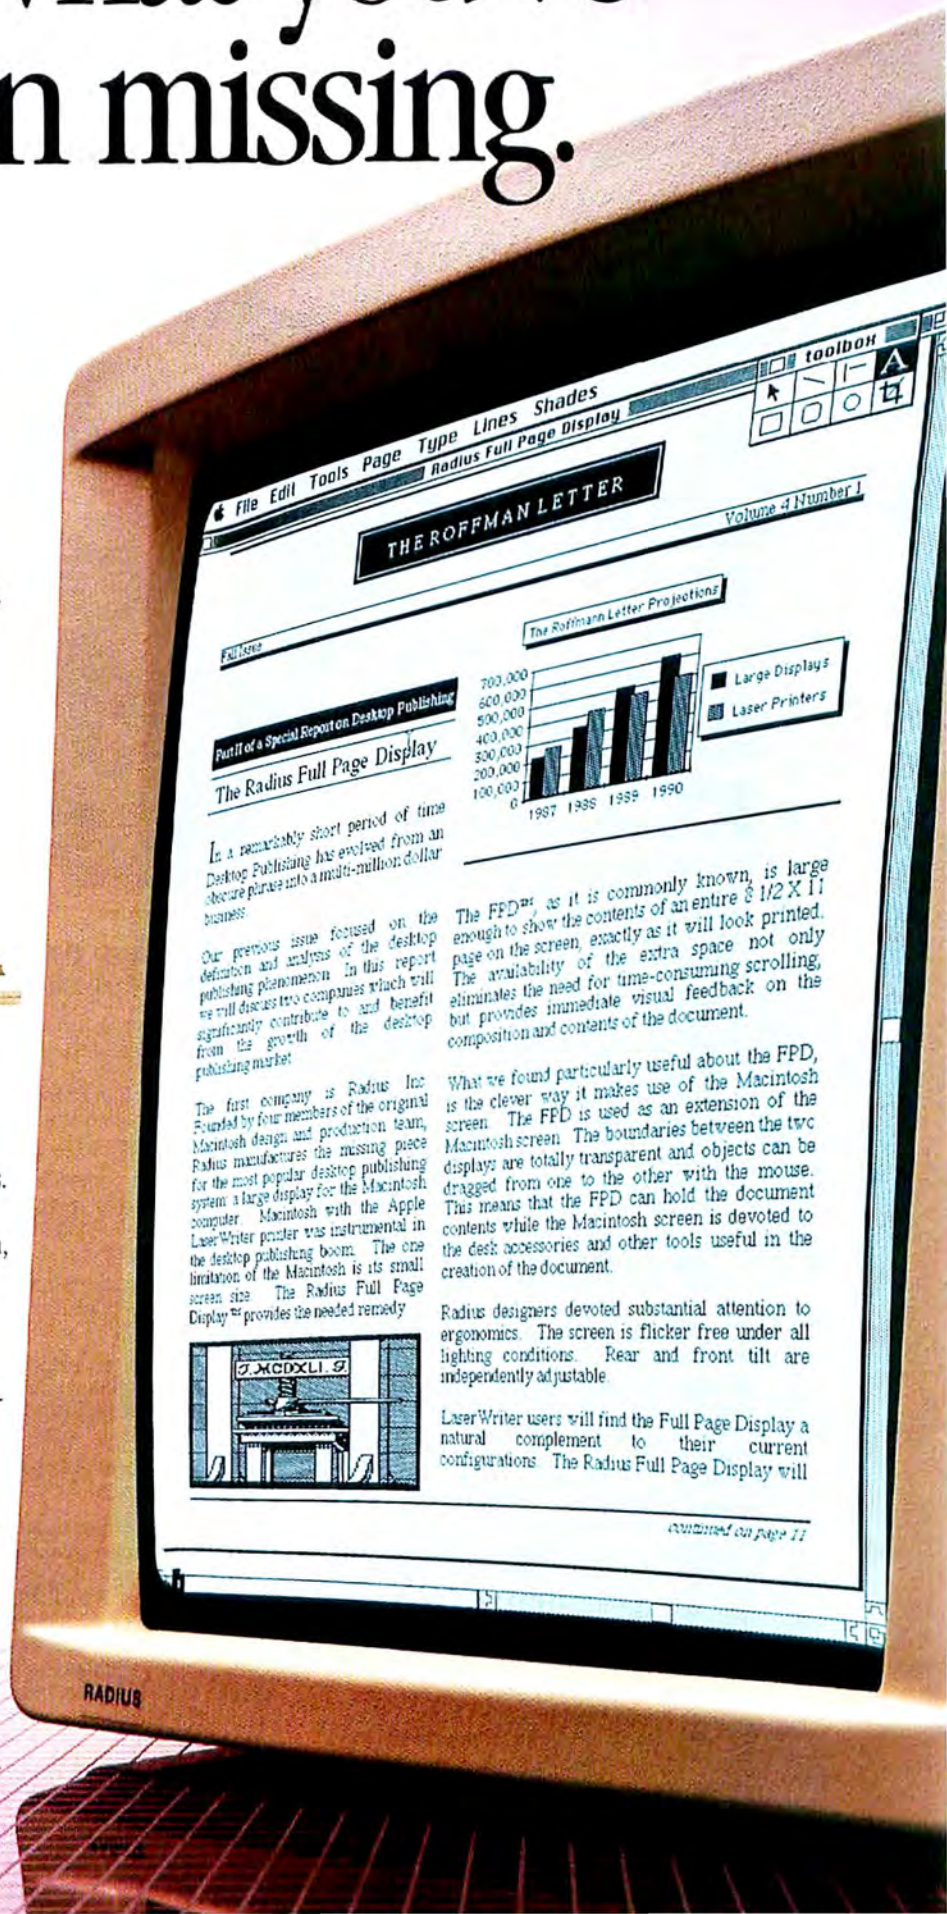 n missing.
File Edit Tools Page Type Lines Shades
Radius Full Page Display
toolbox
A
THE ROFFMAN LETTER
Volume 4 Number 1
Fall Issue
Part II of a Special Report on Desktop Publishing
The Radius Full Page Display
In a remarkably short period of time
Desktop Publishing has evolved from an
obscure phrase into a multi-million dollar
business.
Our previous issue focused on the
definition and analysis of the desktop
publishing phenomenon. In this report
we will discuss two companies which will
significantly contribute to and benefit
from the growth of the desktop
publishing market.
The first company is Radius Inc
Founded by four members of the original
Macintosh design and production team,
Radius manufactures the missing piece
for the most popular desktop publishing
system: a large display for the Macintosh
computer. Macintosh with the Apple
LaserWriter printer was instrumental in
the desktop publishing boom. The one
limitation of the Macintosh is its small
screen size. The Radius Full Page
Display™ provides the needed remedy
J.MCDXLI.J
The Roffmann Letter Projections
700,000
600,000
500,000
400,000
300,000
200,000
100,000
0
1987 1988 1989 1990
Large Displays
Laser Printers
The FPD™, as it is commonly known, is large
enough to show the contents of an entire 8 1/2 X 11
page on the screen, exactly as it will look printed.
The availability of the extra space not only
eliminates the need for time-consuming scrolling,
but provides immediate visual feedback on the
composition and contents of the document.
What we found particularly useful about the FPD,
is the clever way it makes use of the Macintosh
screen. The FPD is used as an extension of the
Macintosh screen. The boundaries between the two
displays are totally transparent and objects can be
dragged from one to the other with the mouse.
This means that the FPD can hold the document
contents while the Macintosh screen is devoted to
the desk accessories and other tools useful in the
creation of the document.
Radius designers devoted substantial attention to
ergonomics. The screen is flicker free under all
lighting conditions. Rear and front tilt are
independently adjustable.
LaserWriter users will find the Full Page Display a
natural complement to their current
configurations. The Radius Full Page Display will
continued on page 11
RADIUS